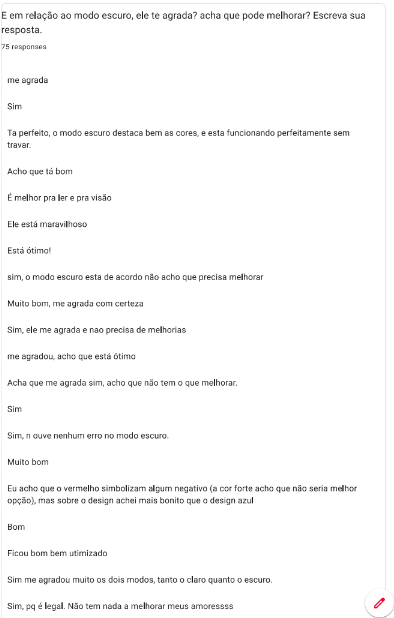 E em relação ao modo escuro, ele te agrada? acha que pode melhorar? Escreva sua
resposta.
75 responses
me agrada
Sim
Ta perfeito, o modo escuro destaca bem as cores, e esta funcionando perfeitamente sem
travar.
Acho que tá bom
É melhor pra ler e pra visão
Ele está maravilhoso
Está ótimo!
sim, o modo escuro esta de acordo não acho que precisa melhorar
Muito bom, me agrada com certeza
Sim, ele me agrada e nao precisa de melhorias
me agradou, acho que está ótimo
Acha que me agrada sim, acho que não tem o que melhorar.
Sim
Sim, n ouve nenhum erro no modo escuro.
Muito bom
Eu acho que o vermelho simbolizam algum negativo (a cor forte acho que não seria melhor
opção), mas sobre o design achei mais bonito que o design azul
Bom
Ficou bom bem utimizado
Sim me agradou muito os dois modos, tanto o claro quanto o escuro.
Sim, pq é legal. Não tem nada a melhorar meus amoressss